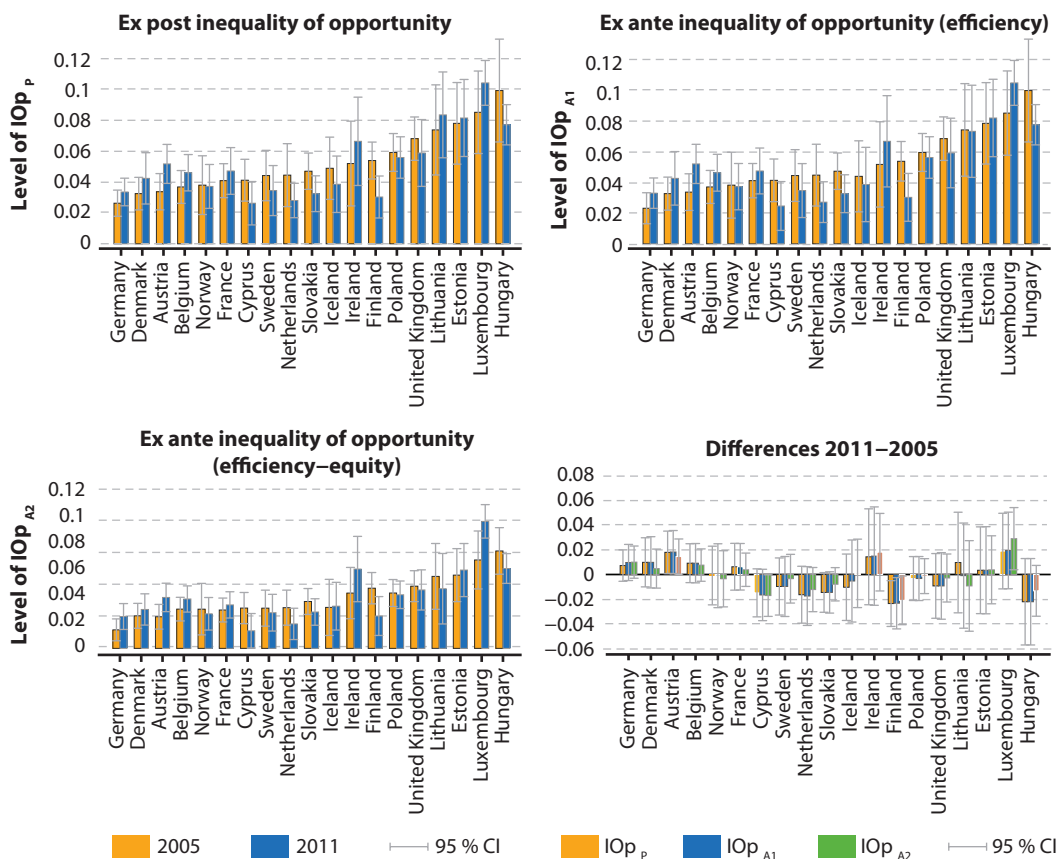 Ex post inequality of opportunity
Level of IOp P
0.12
0.1
0.08
0.06
0.04
0.02
0
Germany
Denmark
Austria
Belgium
Norway
France
Cyprus
Sweden
Netherlands
Slovakia
Iceland
Ireland
Finland
Poland
United Kingdom
Lithuania
Estonia
Luxembourg
Hungary
Ex ante inequality of opportunity (efficiency)
Level of IOp A1
0.12
0.1
0.08
0.06
0.04
0.02
0
Germany
Denmark
Austria
Belgium
Norway
France
Cyprus
Sweden
Netherlands
Slovakia
Iceland
Ireland
Finland
Poland
United Kingdom
Lithuania
Estonia
Luxembourg
Hungary
Ex ante inequality of opportunity
(efficiency−equity)
Level of IOp A2
0.12
0.1
0.08
0.06
0.04
0.02
0
Germany
Denmark
Austria
Belgium
Norway
France
Cyprus
Sweden
Netherlands
Slovakia
Iceland
Ireland
Finland
Poland
United Kingdom
Lithuania
Estonia
Luxembourg
Hungary
Differences 2011−2005
0.08
0.06
0.04
0.02
0
−0.02
−0.04
−0.06
Germany
Denmark
Austria
Belgium
Norway
France
Cyprus
Sweden
Netherlands
Slovakia
Iceland
Ireland
Finland
Poland
United Kingdom
Lithuania
Estonia
Luxembourg
Hungary
2005 2011 95 % CI
IOp P IOp A1 IOp A2 95 % CI